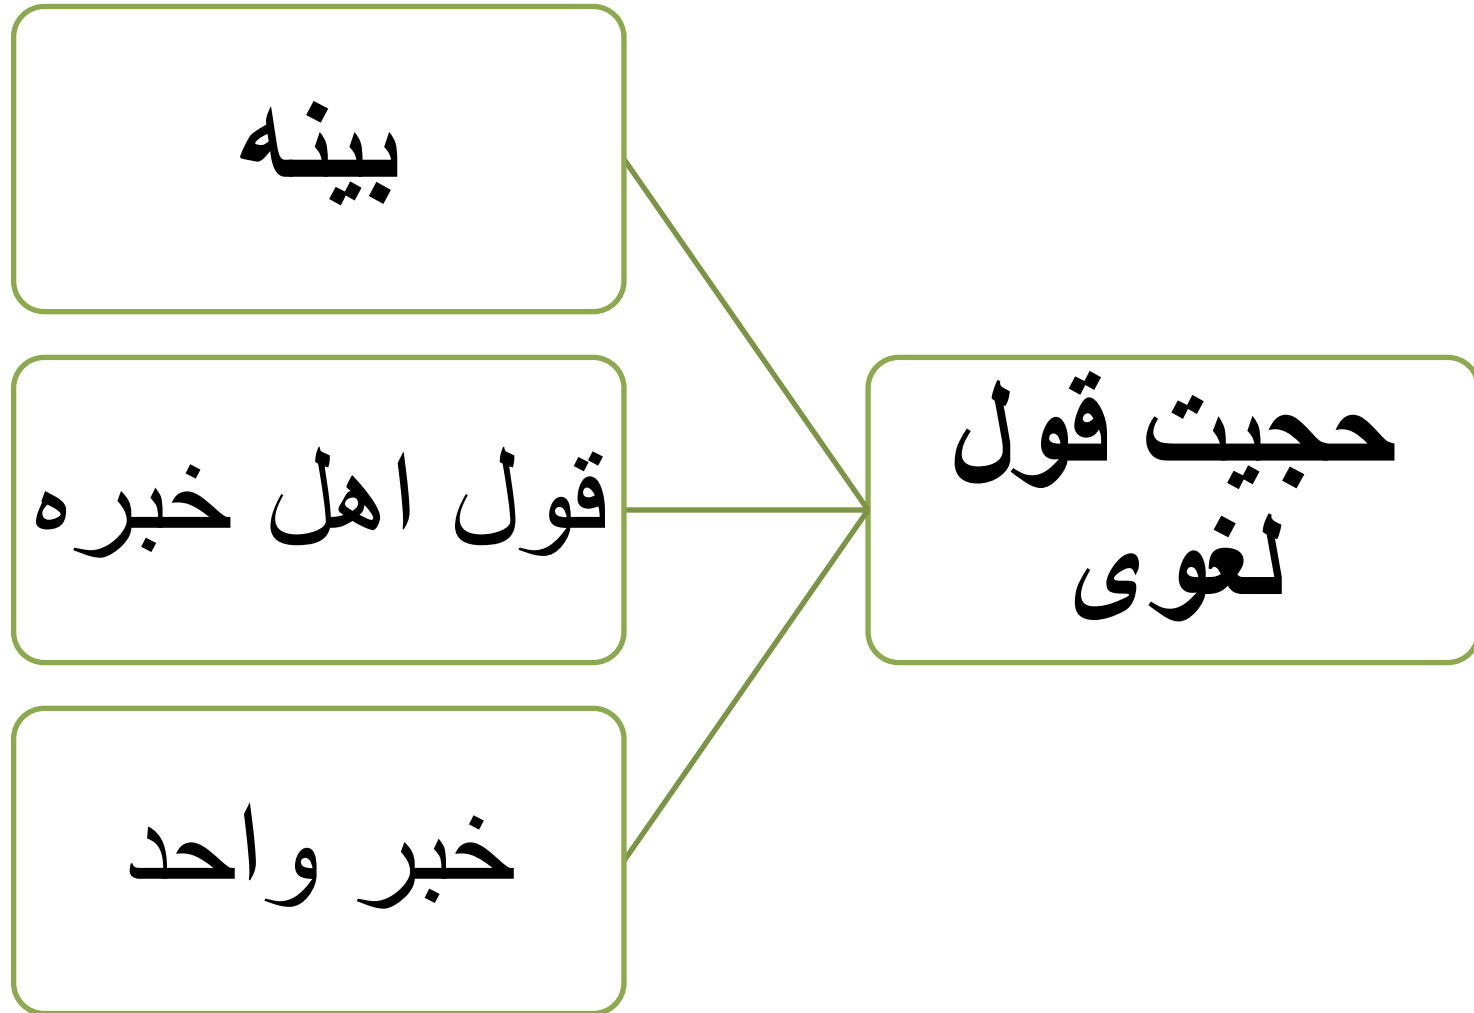 حجیت قول
لغوی
بینه
قول اهل خبره
خبر واحد